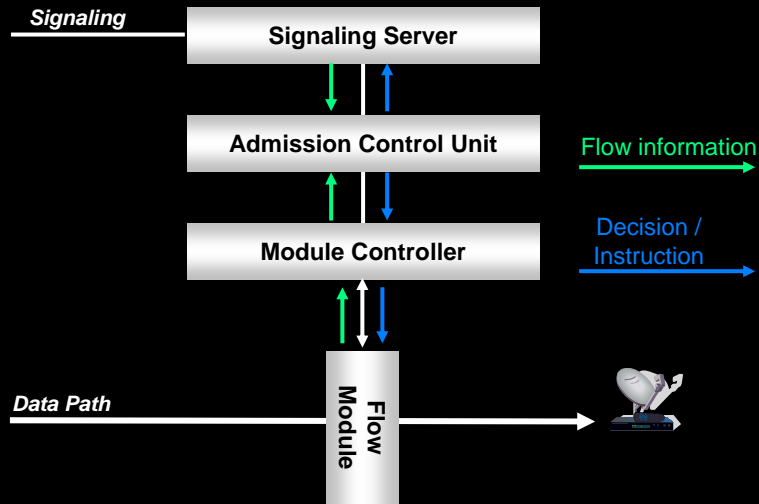 Signaling
Signaling Server
Admission Control Unit
Flow information
Decision /
Instruction
Module Controller
Data Path
Flow
Module